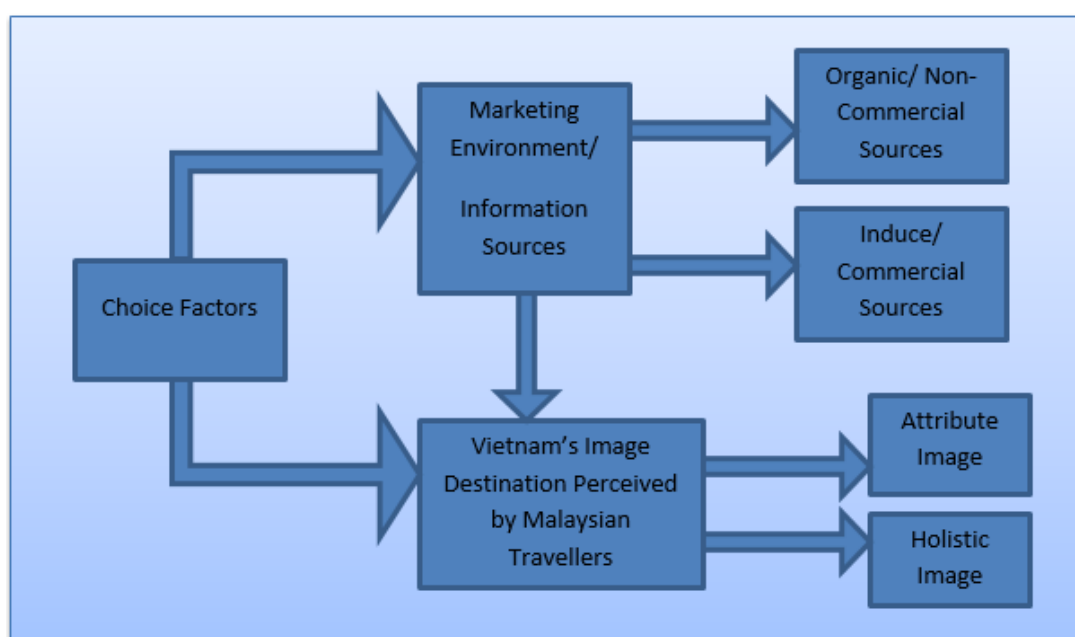 Choice Factors
Marketing
Environment/
Information
Sources
Organic/ Non-
Commercial
Sources
Induce/
Commercial
Sources
Vietnam's Image
Destination Perceived
by Malaysian
Travellers
Attribute
Image
Holistic
Image